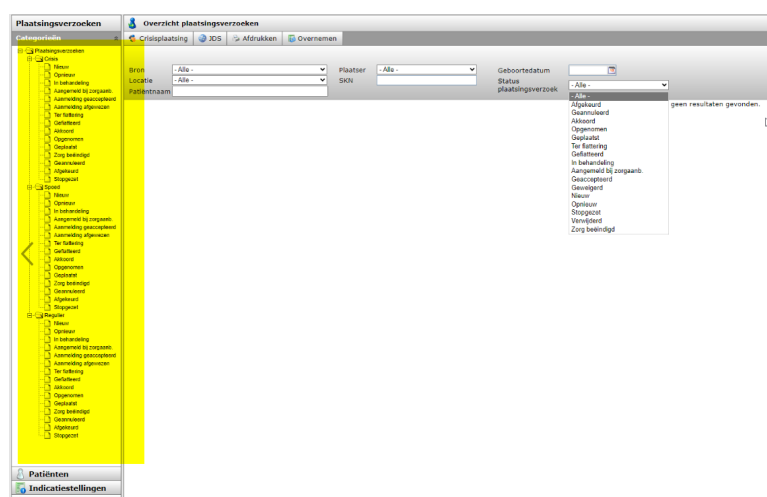 Plaatsingsverzoeken
Categorieën
Plaatsingsverzoeken
Crisis
Nieuw
Opnieuw
In behandeling
Aangemeld bij zorgaanb.
Aanmelding geaccepteerd
Aanmelding afgewezen
Ter fiattering
Gefiatteerd
Akkoord
Opgenomen
Geplaatst
Zorg beëindigd
Geannuleerd
Afgekeurd
Stopgezet
Spoed
Nieuw
Opnieuw
In behandeling
Aangemeld bij zorgaanb.
Aanmelding geaccepteerd
Aanmelding afgewezen
Ter fiattering
Gefiatteerd
Akkoord
Opgenomen
Geplaatst
Zorg beëindigd
Geannuleerd
Afgekeurd
Stopgezet
Regulier
Nieuw
Opnieuw
In behandeling
Aangemeld bij zorgaanb.
Aanmelding geaccepteerd
Aanmelding afgewezen
Ter fiattering
Gefiatteerd
Akkoord
Opgenomen
Geplaatst
Zorg beëindigd
Geannuleerd
Afgekeurd
Stopgezet
Patiënten
Indicatiestellingen
Overzicht plaatsingsverzoeken
Crisisplaatsing JDS Afdrukken Overnemen
Bron - Alle - Plaatser - Alle - Geboortedatum
Locatie - Alle - SKN Status plaatsingsverzoek - Alle -
Patiëntnaam
- Alle -
Afgekeurd
Geannuleerd
Akkoord
Opgenomen
Geplaatst
Ter fiattering
Gefiatteerd
In behandeling
Aangemeld bij zorgaanb.
Geaccepteerd
Geweigerd
Nieuw
Opnieuw
Stopgezet
Verwijderd
Zorg beëindigd
geen resultaten gevonden.